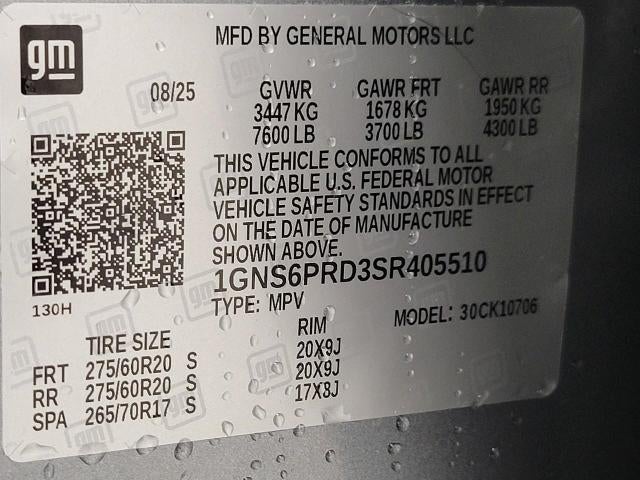 gm
MFD BY GENERAL MOTORS LLC
08/25 GVWR GAWR FRT GAWR RR
3447 KG 1678 KG 1950 KG
7600 LB 3700 LB 4300 LB
THIS VEHICLE CONFORMS TO ALL
APPLICABLE U.S. FEDERAL MOTOR
VEHICLE SAFETY STANDARDS IN EFFECT
ON THE DATE OF MANUFACTURE
SHOWN ABOVE.
1GNS6PRD3SR405510
130H
TYPE: MPV MODEL: 30CK10706
TIRE SIZE RIM
FRT 275/60R20 S 20X9J
RR 275/60R20 S 20X9J
SPA 265/70R17 S 17X8J